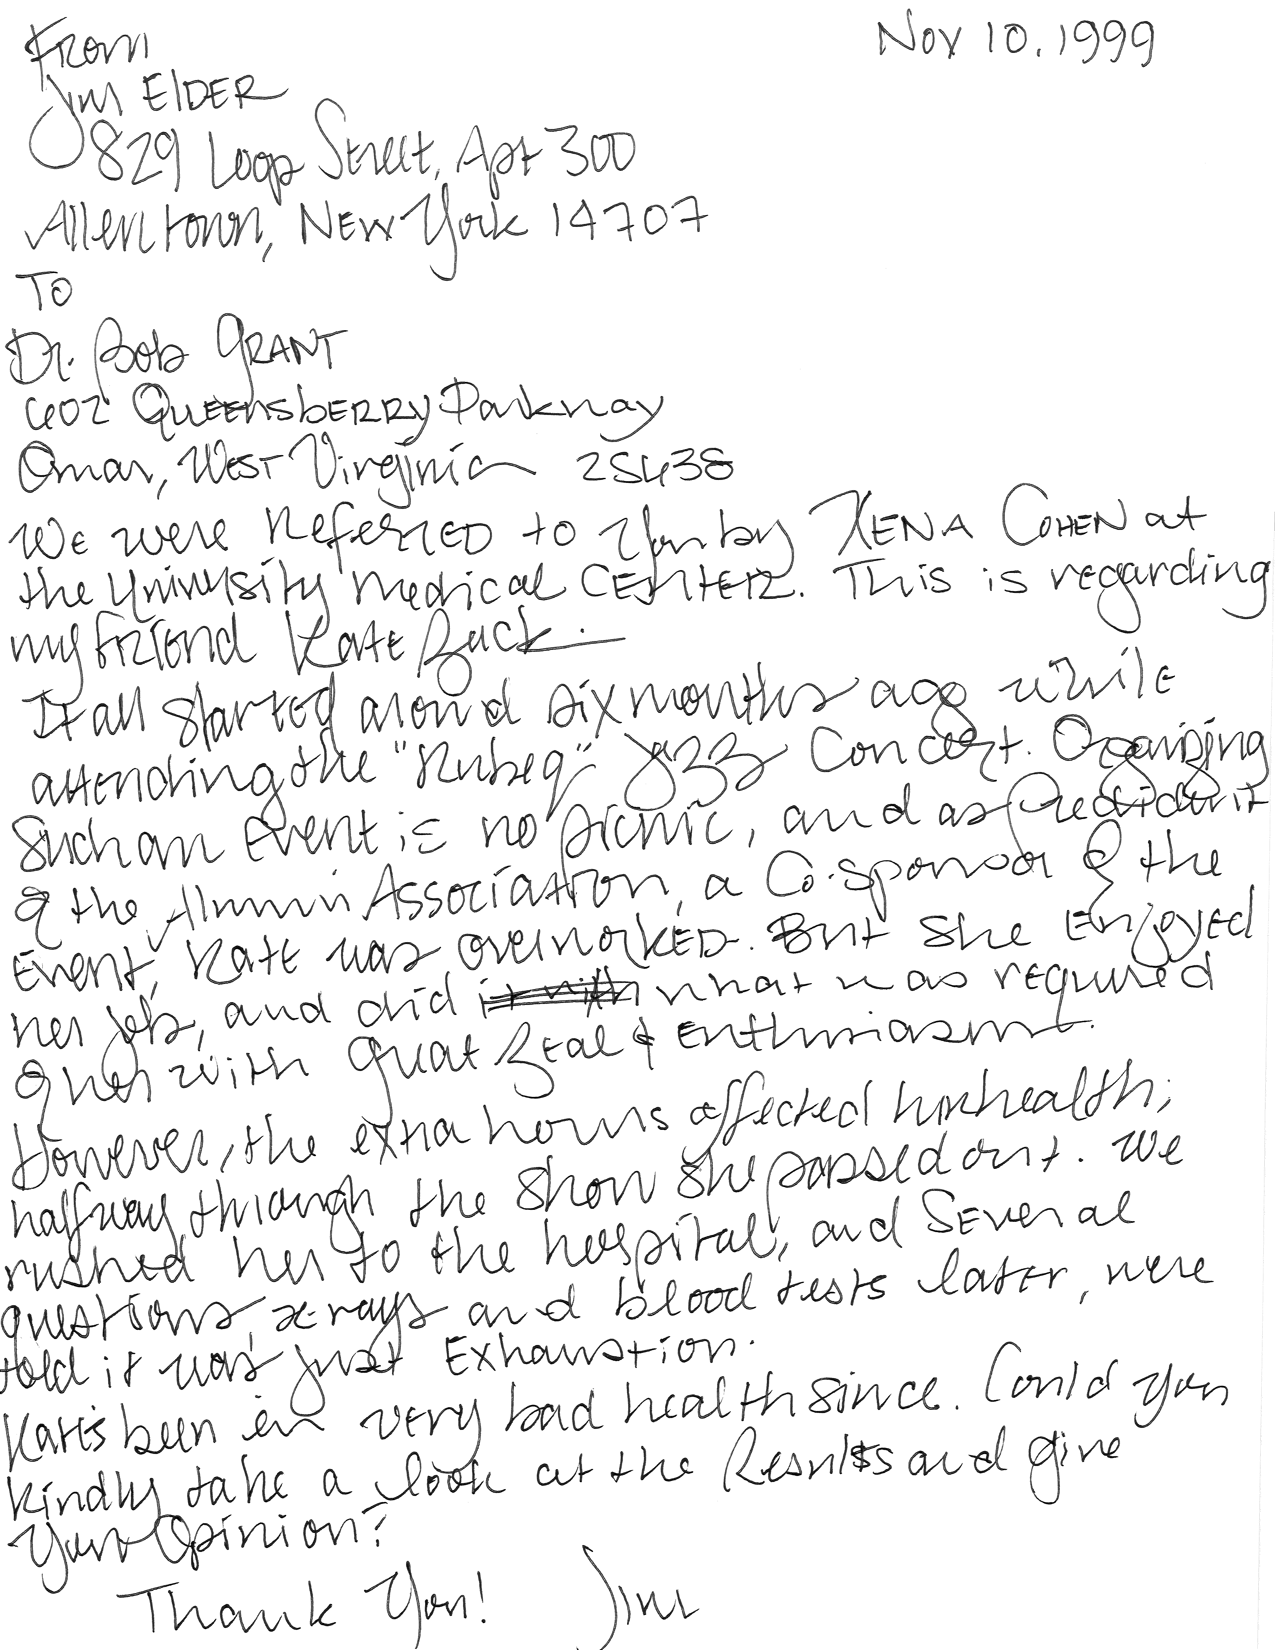 Nov 10, 1999
From
Jim ELDER
829 Loop Street, Apt 300
Allentown, NEW York 14707
TO
Dr. Bob GRANT
602 QUEENSBERRY Parkway
Omar, WEST Virginia 25638
We were REFERRED to you by XENA COHEN at
the University Medical CENTER. This is regarding
my friend Kate Zuck.
It all started around six months ago while
attending the "Rubeq" Jazz Concert. Organizing
such an event is no picnic, and as President
of the Alumni Association, a Co-sponsor of the
Event, Kate was overworked. But she enjoyed
her job, and did what was required
of her with great zeal & enthusiasm.
However, the extra hours affected her health;
halfway through the show she passed out. We
rushed her to the hospital, and several
questions, x-rays and blood tests later, were
told it was just exhaustion.
Kate's been in very bad health since. Could you
kindly take a look at the Results and give
your opinion?
Thank You! Jim